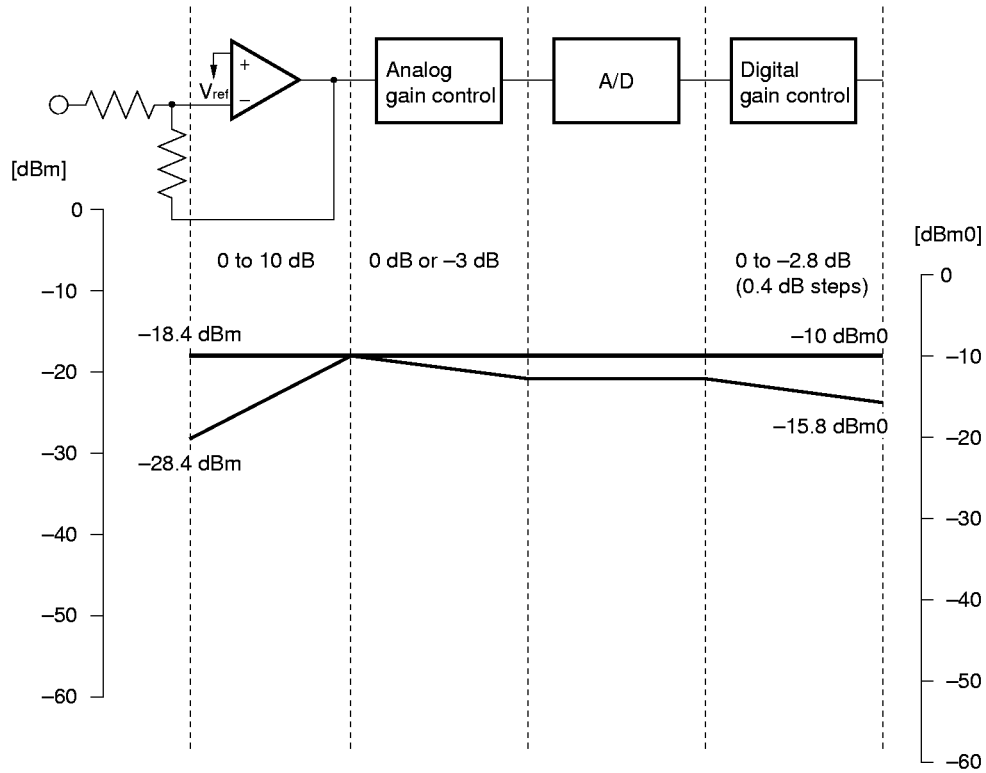 Analog
gain control
A/D
Digital
gain control
+
Vref
–
[dBm]
0
–10
–20
–30
–40
–50
–60
0 to 10 dB
0 dB or –3 dB
0 to –2.8 dB
(0.4 dB steps)
–18.4 dBm
–28.4 dBm
–10 dBm0
–15.8 dBm0
[dBm0]
0
–10
–20
–30
–40
–50
–60